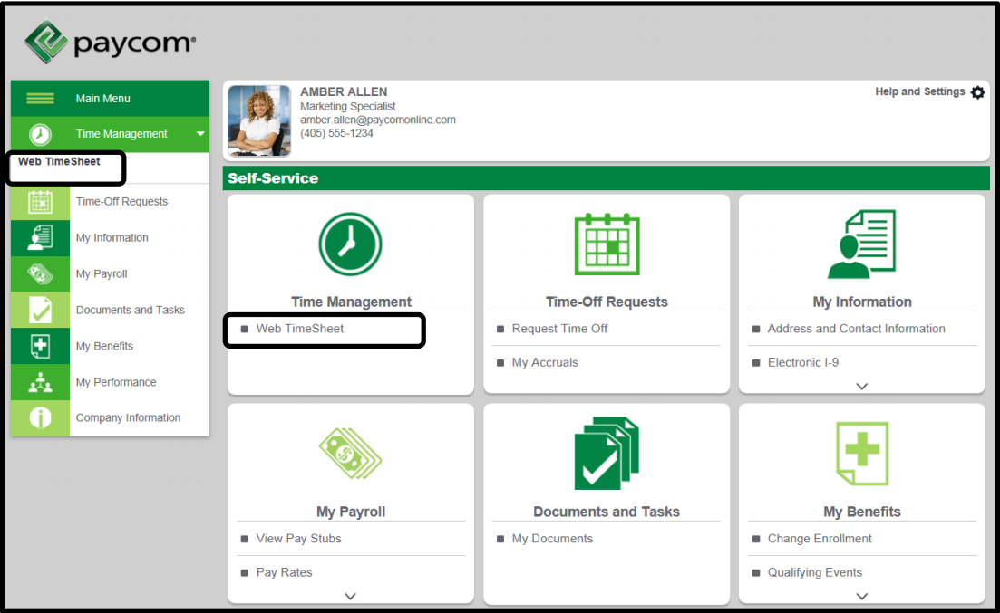 paycom®
Main Menu
Time Management
Web TimeSheet
Time-Off Requests
My Information
My Payroll
Documents and Tasks
My Benefits
My Performance
Company Information
AMBER ALLEN
Marketing Specialist
amber.allen@paycomonline.com
(405) 555-1234
Help and Settings
Self-Service
Time Management
Web TimeSheet
Time-Off Requests
Request Time Off
My Accruals
My Information
Address and Contact Information
Electronic I-9
My Payroll
View Pay Stubs
Pay Rates
Documents and Tasks
My Documents
My Benefits
Change Enrollment
Qualifying Events